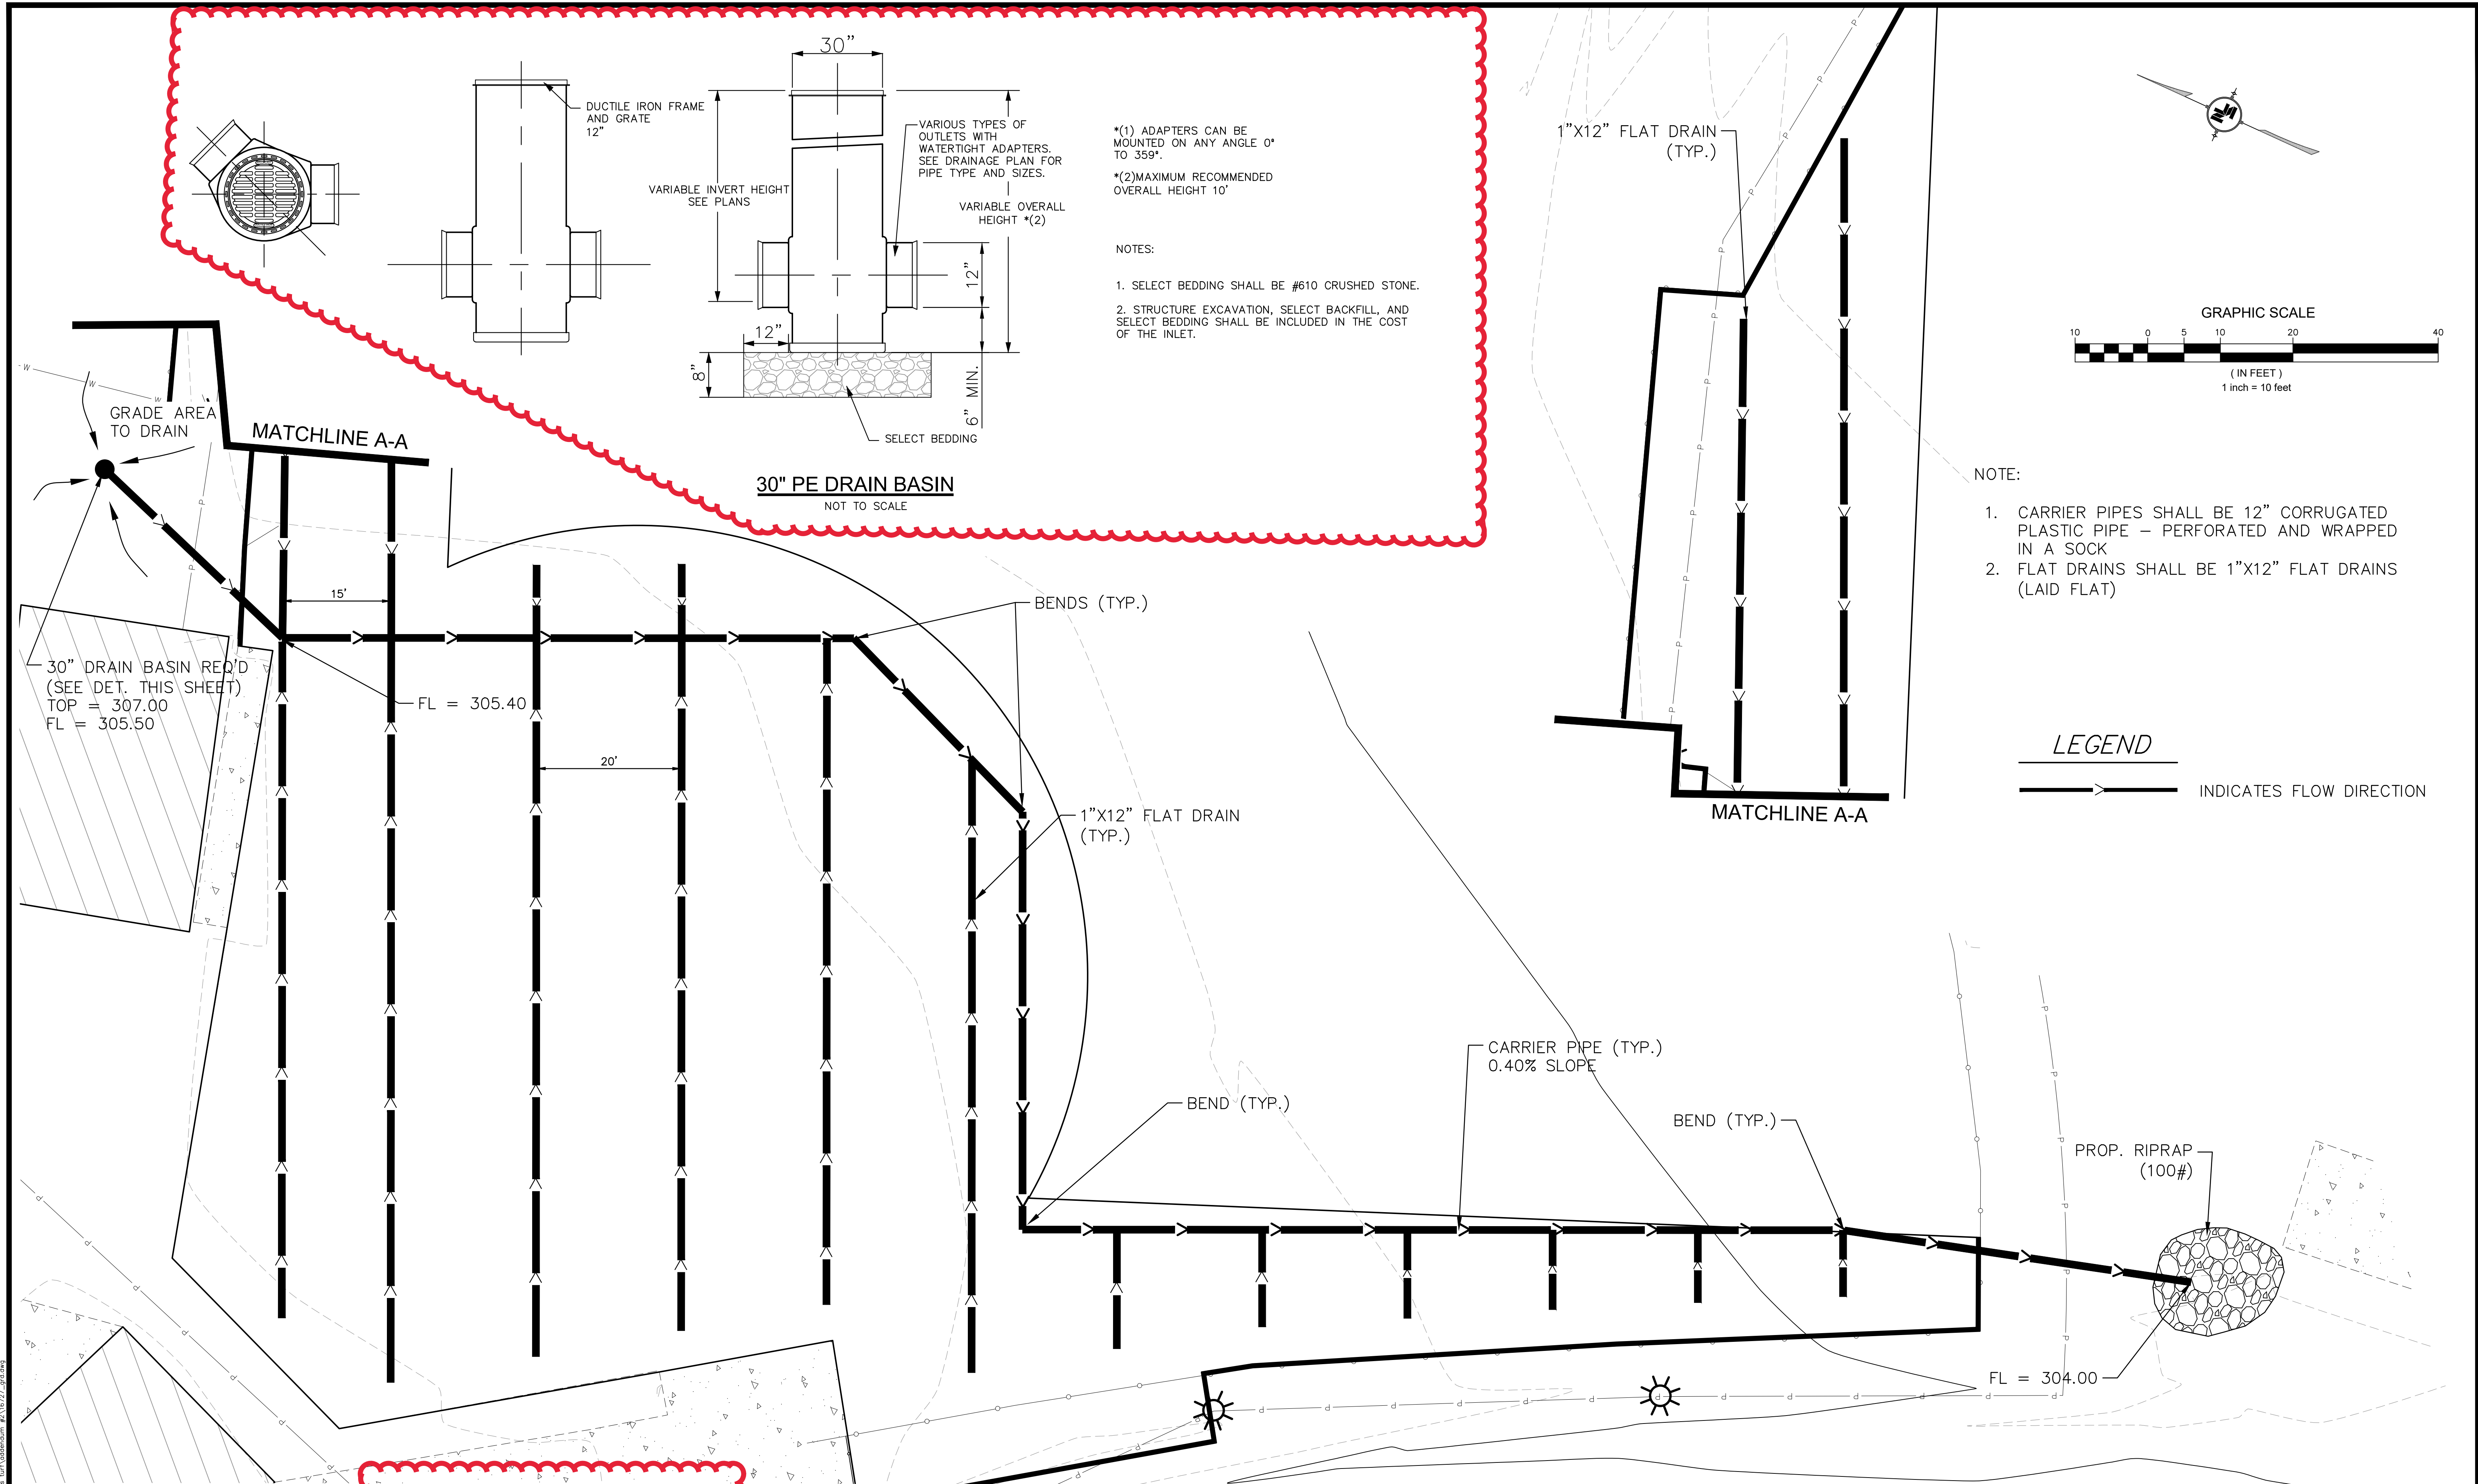 30"
DUCTILE IRON FRAME
AND GRATE
12"
VARIABLE INVERT HEIGHT
SEE PLANS
VARIOUS TYPES OF
OUTLETS WITH
WATERTIGHT ADAPTERS.
SEE DRAINAGE PLAN FOR
PIPE TYPE AND SIZES.
VARIABLE OVERALL
HEIGHT *(2)
12"
12"
8"
6" MIN.
SELECT BEDDING
30" PE DRAIN BASIN
NOT TO SCALE
*(1) ADAPTERS CAN BE
MOUNTED ON ANY ANGLE 0°
TO 359°.
*(2)MAXIMUM RECOMMENDED
OVERALL HEIGHT 10'
NOTES:
1. SELECT BEDDING SHALL BE #610 CRUSHED STONE.
2. STRUCTURE EXCAVATION, SELECT BACKFILL, AND
SELECT BEDDING SHALL BE INCLUDED IN THE COST
OF THE INLET.
1"X12" FLAT DRAIN
(TYP.)
GRAPHIC SCALE
10 0 5 10 20 40
( IN FEET )
1 inch = 10 feet
NOTE:
1. CARRIER PIPES SHALL BE 12" CORRUGATED
PLASTIC PIPE – PERFORATED AND WRAPPED
IN A SOCK
2. FLAT DRAINS SHALL BE 1"X12" FLAT DRAINS
(LAID FLAT)
LEGEND
INDICATES FLOW DIRECTION
MATCHLINE A-A
GRADE AREA
TO DRAIN
MATCHLINE A-A
15'
BENDS (TYP.)
30" DRAIN BASIN REQ'D
(SEE DET. THIS SHEET)
TOP = 307.00
FL = 305.50
FL = 305.40
20'
1"X12" FLAT DRAIN
(TYP.)
CARRIER PIPE (TYP.)
0.40% SLOPE
BEND (TYP.)
BEND (TYP.)
PROP. RIPRAP
(100#)
FL = 304.00